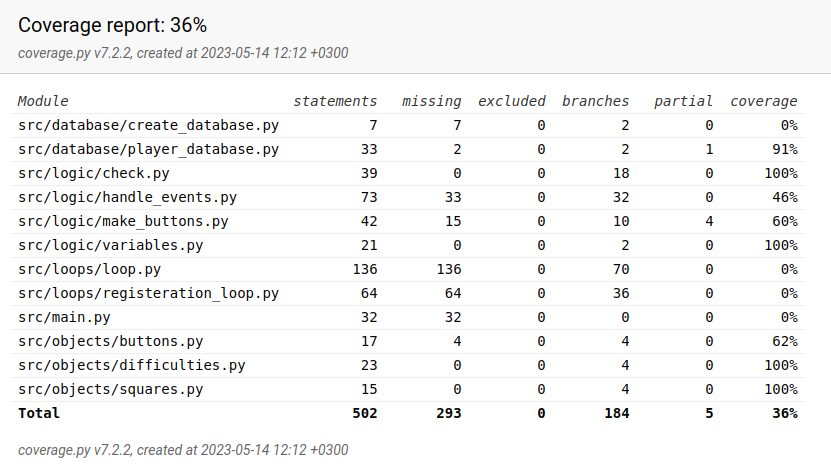 Coverage report: 36%
coverage.py v7.2.2, created at 2023-05-14 12:12 +0300
Module statements missing excluded branches partial coverage
src/database/create_database.py 7 7 0 2 0 0%
src/database/player_database.py 33 2 0 2 1 91%
src/logic/check.py 39 0 0 18 0 100%
src/logic/handle_events.py 73 33 0 32 0 46%
src/logic/make_buttons.py 42 15 0 10 4 60%
src/logic/variables.py 21 0 0 2 0 100%
src/loops/loop.py 136 136 0 70 0 0%
src/loops/registeration_loop.py 64 64 0 36 0 0%
src/main.py 32 32 0 0 0 0%
src/objects/buttons.py 17 4 0 4 0 62%
src/objects/difficulties.py 23 0 0 4 0 100%
src/objects/squares.py 15 0 0 4 0 100%
Total 502 293 0 184 5 36%
coverage.py v7.2.2, created at 2023-05-14 12:12 +0300